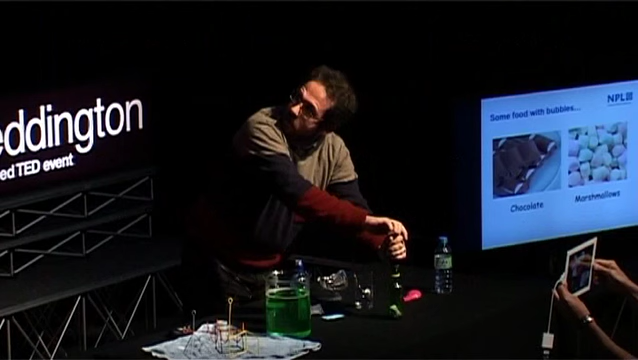 eddington
ed TED event
NPL
Some food with bubbles...
Chocolate
Marshmallows